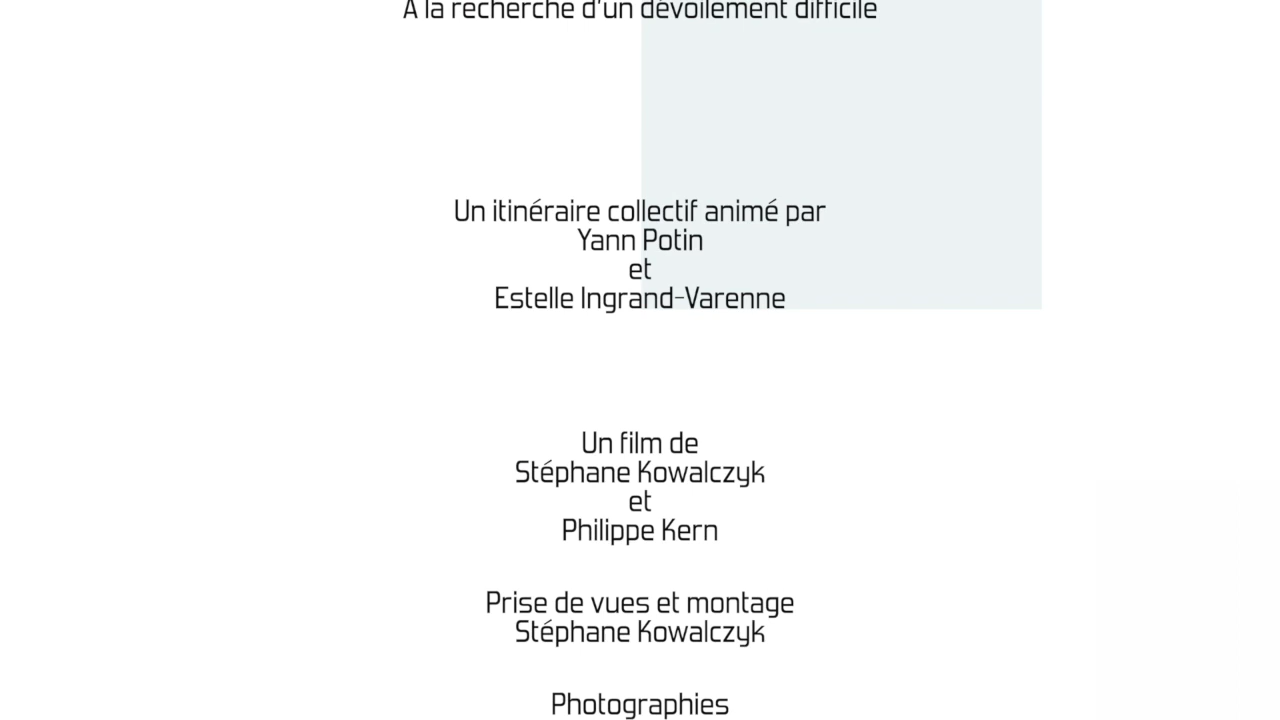 A la recherche d'un dévoilement difficile
Un itinéraire collectif animé par
Yann Potin
et
Estelle Ingrand-Varenne
Un film de
Stéphane Kowalczyk
et
Philippe Kern
Prise de vues et montage
Stéphane Kowalczyk
Photographies